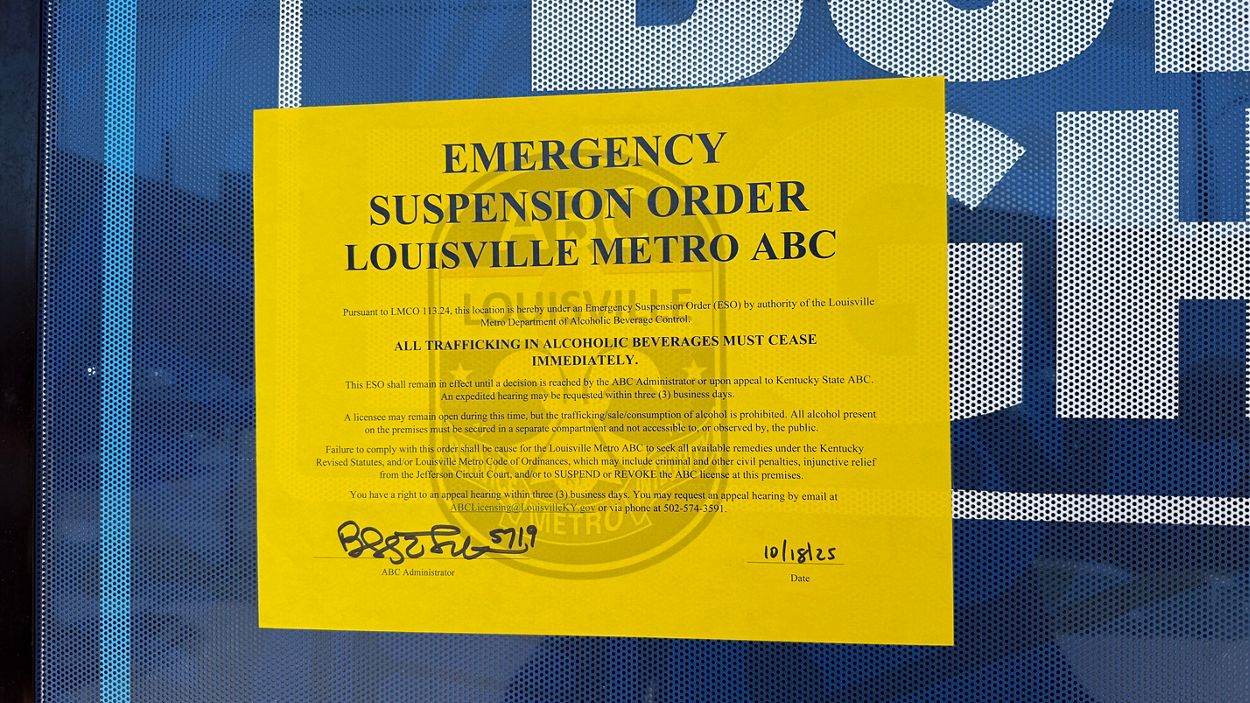 EMERGENCY
SUSPENSION ORDER
LOUISVILLE METRO ABC
Pursuant to LMCO 113.24, this location is hereby under an Emergency Suspension Order (ESO) by authority of the Louisville
Metro Department of Alcoholic Beverage Control.
ALL TRAFFICKING IN ALCOHOLIC BEVERAGES MUST CEASE
IMMEDIATELY.
This ESO shall remain in effect until a decision is reached by the ABC Administrator or upon appeal to Kentucky State ABC.
An expedited hearing may be requested within three (3) business days.
A licensee may remain open during this time, but the trafficking/sale/consumption of alcohol is prohibited. All alcohol present
on the premises must be secured in a separate compartment and not accessible to, or observed by, the public.
Failure to comply with this order shall be cause for the Louisville Metro ABC to seek all available remedies under the Kentucky
Revised Statutes, and/or Louisville Metro Code of Ordinances, which may include criminal and other civil penalties, injunctive relief
from the Jefferson Circuit Court, and/or to SUSPEND or REVOKE the ABC license at this premises.
You have a right to an appeal hearing within three (3) business days. You may request an appeal hearing by email at
ABCLicensing@LouisvilleKY.gov or via phone at 502-574-3591.
5719
10/18/25
ABC Administrator
Date
ABC
LOUISVILLE
METRO